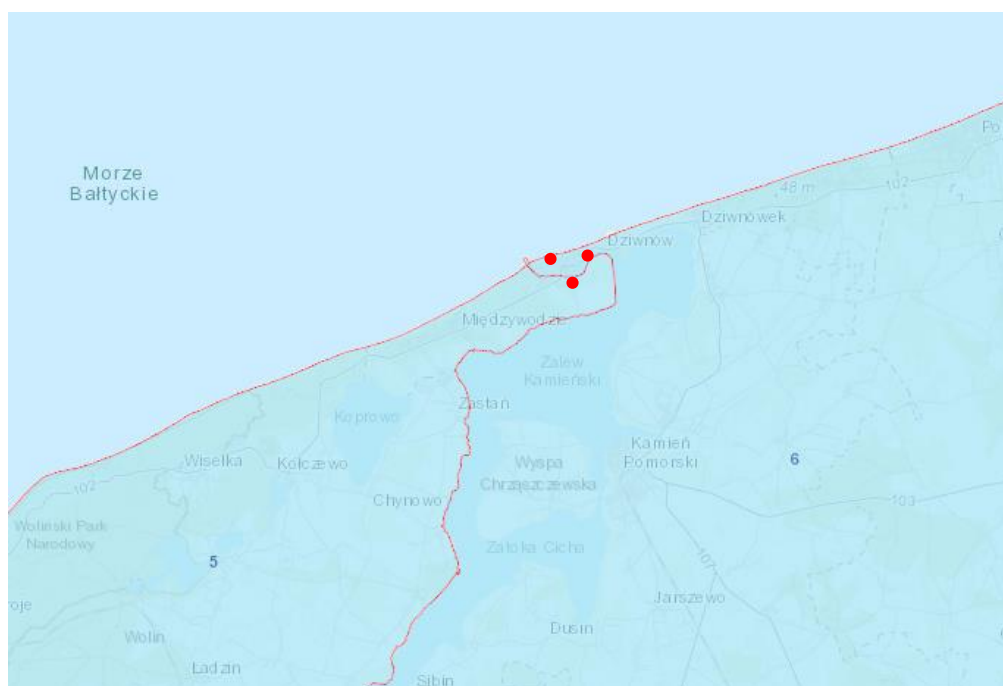 Po
Morze
Bałtyckie
102
48 m
Dziwnówek
Dziwnów
Międzywodze
Zalew
Kamieński
Koprowo
Zastań
Kamień
Pomorski
6
Wisełka
Kołczewo
Wyspa
Chrząszczewska
102
Chynowo
103
Woliński Park
Narodowy
5
Zatoka Cicha
107
Jarszewo
oje
Wolin
Dusin
Ładzin
Sibin